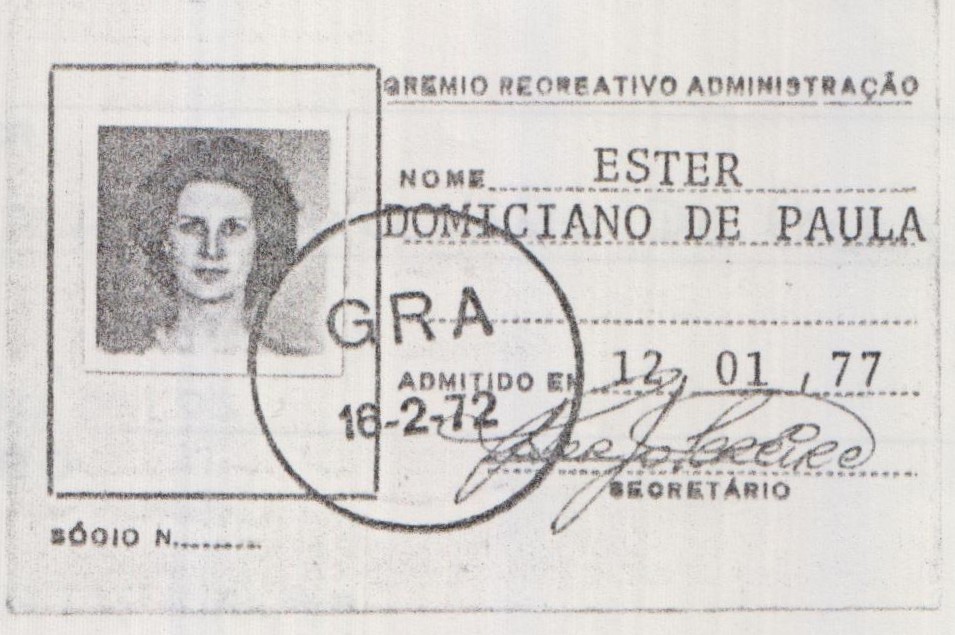 GREMIO RECREATIVO ADMINISTRAÇÃO
NOME ESTER
DOMICIANO DE PAULA
GRA
ADMITIDO EM 12, 01, 77
16-2-72
SECRETÁRIO
SÓCIO N.